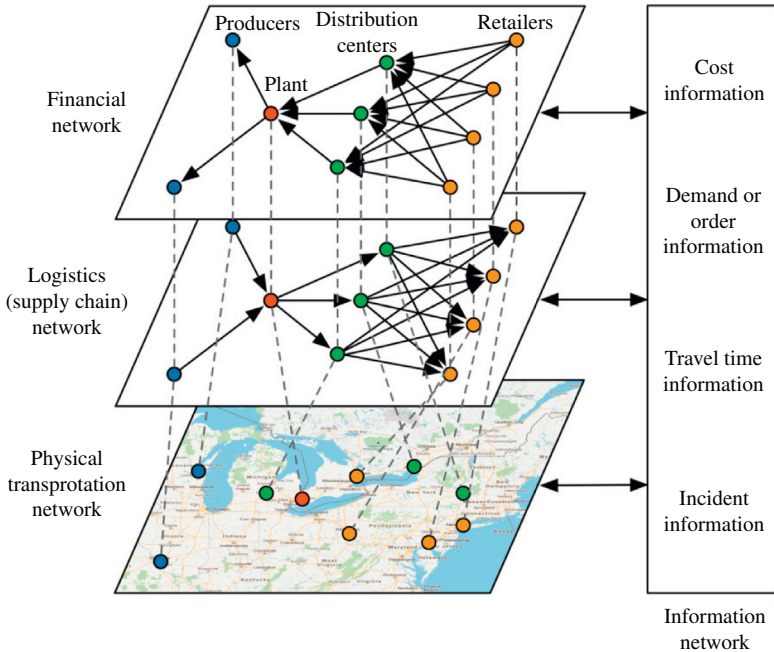 Producers
Distribution
centers
Retailers
Plant
Financial
network
Logistics
(supply chain)
network
Physical
transprotation
network
Cost
information
Demand or
order
information
Travel time
information
Incident
information
Information
network